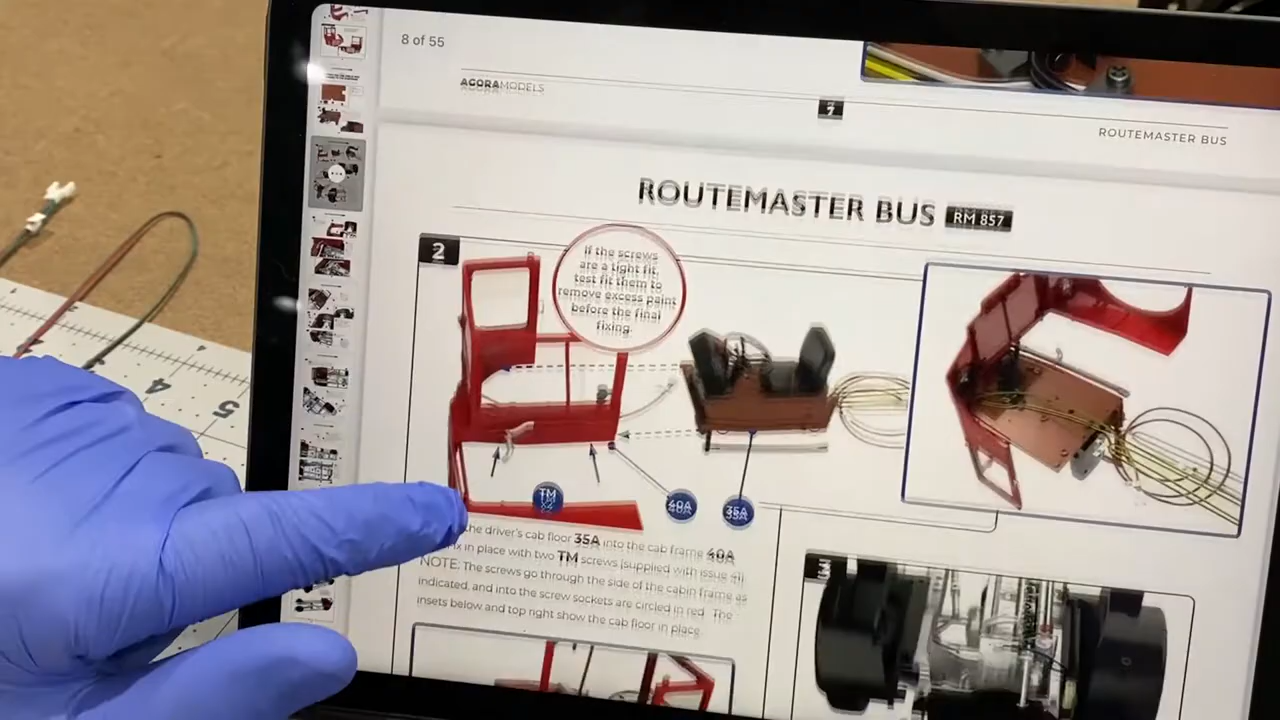 8 of 55
AGORAMODELS
7
ROUTEMASTER BUS
ROUTEMASTER BUS RM 857
2
If the screws
are a tight fit,
test fit them to
remove excess paint
before the final
fixing.
TM
x2
40A
35A
the driver's cab floor 35A into the cab frame 40A
in place with two TM screws (supplied with issue 41)
NOTE: The screws go through the side of the cabin frame as
indicated, and into the screw sockets are circled in red. The
insets below and top right show the cab floor in place
4
5